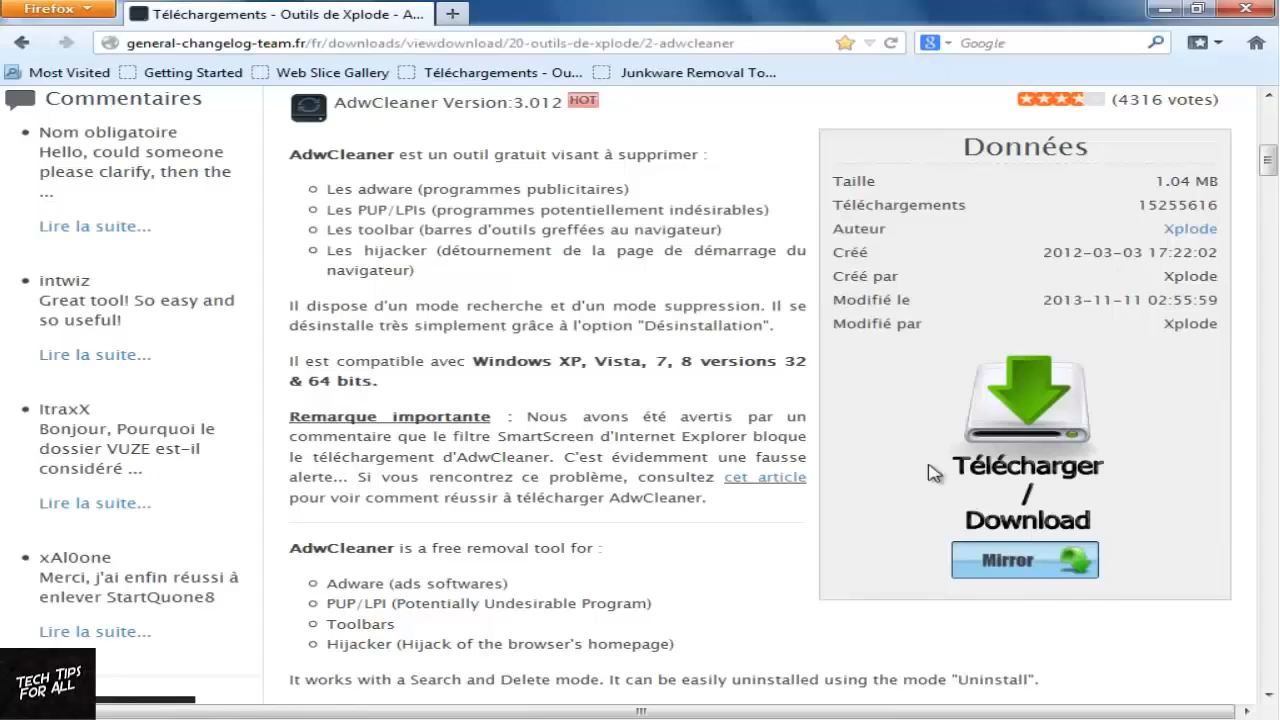 Firefox
Téléchargements - Outils de Xplode - A...
general-changelog-team.fr/fr/downloads/viewdownload/20-outils-de-xplode/2-adwcleaner
Google
Most Visited
Getting Started
Web Slice Gallery
Téléchargements - Ou...
Junkware Removal To...
Commentaires
Nom obligatoire
Hello, could someone
please clarify, then the
...
Lire la suite...
intwiz
Great tool! So easy and
so useful!
Lire la suite...
ltraxX
Bonjour, Pourquoi le
dossier VUZE est-il
considéré ...
Lire la suite...
xAl0one
Merci, j'ai enfin réussi à
enlever StartQuone8
Lire la suite...
TECH TIPS
FOR ALL
AdwCleaner Version:3.012 HOT
(4316 votes)
AdwCleaner est un outil gratuit visant à supprimer :
Les adware (programmes publicitaires)
Les PUP/LPIs (programmes potentiellement indésirables)
Les toolbar (barres d'outils greffées au navigateur)
Les hijacker (détournement de la page de démarrage du
navigateur)
Il dispose d'un mode recherche et d'un mode suppression. Il se
désinstalle très simplement grâce à l'option "Désinstallation".
Il est compatible avec Windows XP, Vista, 7, 8 versions 32
& 64 bits.
Remarque importante : Nous avons été avertis par un
commentaire que le filtre SmartScreen d'Internet Explorer bloque
le téléchargement d'AdwCleaner. C'est évidemment une fausse
alerte... Si vous rencontrez ce problème, consultez cet article
pour voir comment réussir à télécharger AdwCleaner.
AdwCleaner is a free removal tool for :
Adware (ads softwares)
PUP/LPI (Potentially Undesirable Program)
Toolbars
Hijacker (Hijack of the browser's homepage)
It works with a Search and Delete mode. It can be easily uninstalled using the mode "Uninstall".
Données
Taille 1.04 MB
Téléchargements 15255616
Auteur Xplode
Créé 2012-03-03 17:22:02
Créé par Xplode
Modifié le 2013-11-11 02:55:59
Modifié par Xplode
Télécharger
/
Download
Mirror